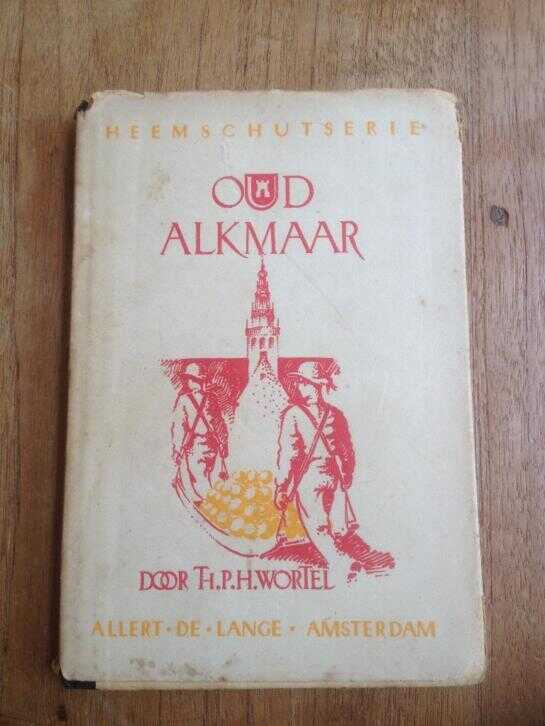 HEEMSCHUTSERIE
OUD
ALKMAAR
DOOR TH.P.H.WORTEL
ALLERT·DE·LANGE·AMSTERDAM